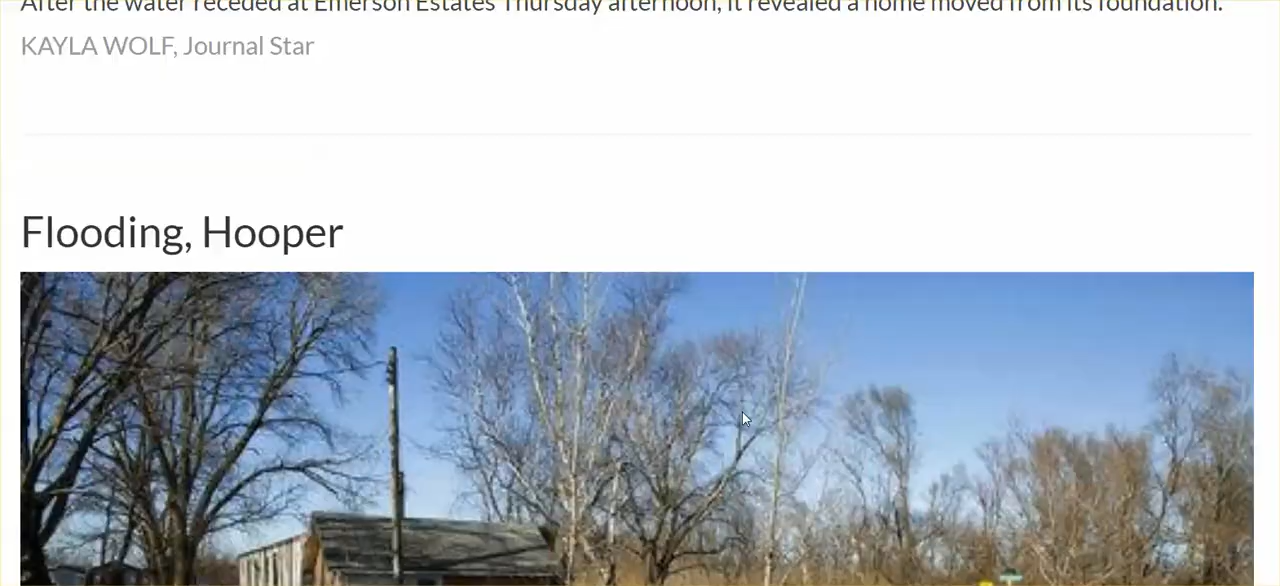 After the water receded at Emerson Estates Thursday afternoon, it revealed a home moved from its foundation.
KAYLA WOLF, Journal Star
Flooding, Hooper